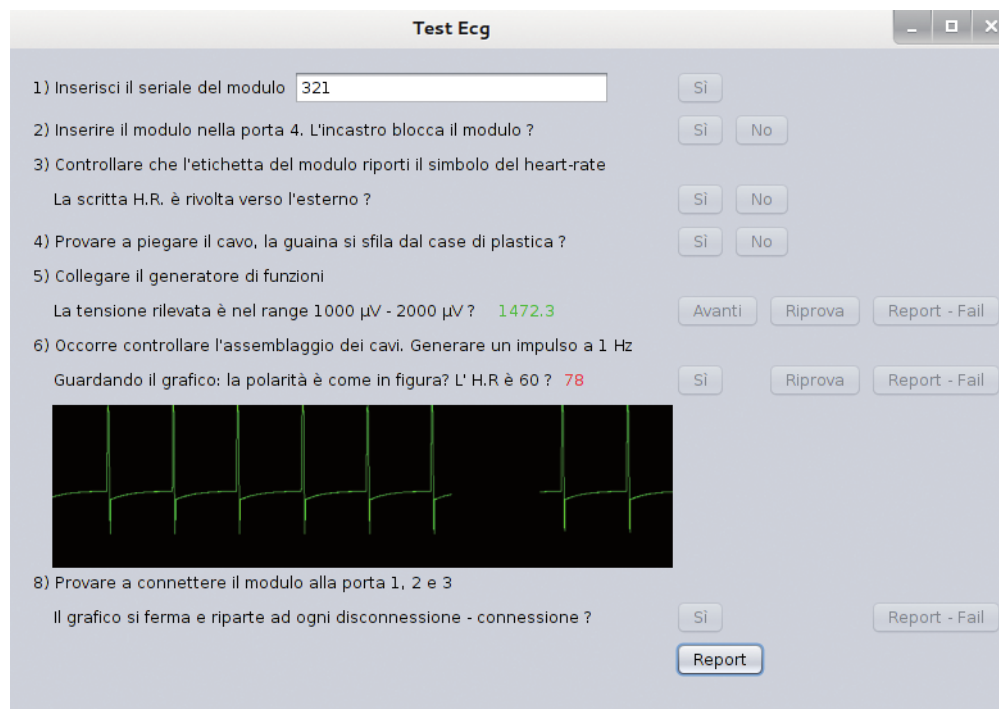 Test Ecg
1) Inserisci il seriale del modulo 321 Sì
2) Inserire il modulo nella porta 4. L'incastro blocca il modulo ? Sì No
3) Controllare che l'etichetta del modulo riporti il simbolo del heart-rate
La scritta H.R. è rivolta verso l'esterno ? Sì No
4) Provare a piegare il cavo, la guaina si sfila dal case di plastica ? Sì No
5) Collegare il generatore di funzioni
La tensione rilevata è nel range 1000 µV - 2000 µV ? 1472.3 Avanti Riprova Report - Fail
6) Occorre controllare l'assemblaggio dei cavi. Generare un impulso a 1 Hz
Guardando il grafico: la polarità è come in figura? L' H.R è 60 ? 78 Sì Riprova Report - Fail
8) Provare a connettere il modulo alla porta 1, 2 e 3
Il grafico si ferma e riparte ad ogni disconnessione - connessione ? Sì Report - Fail
Report